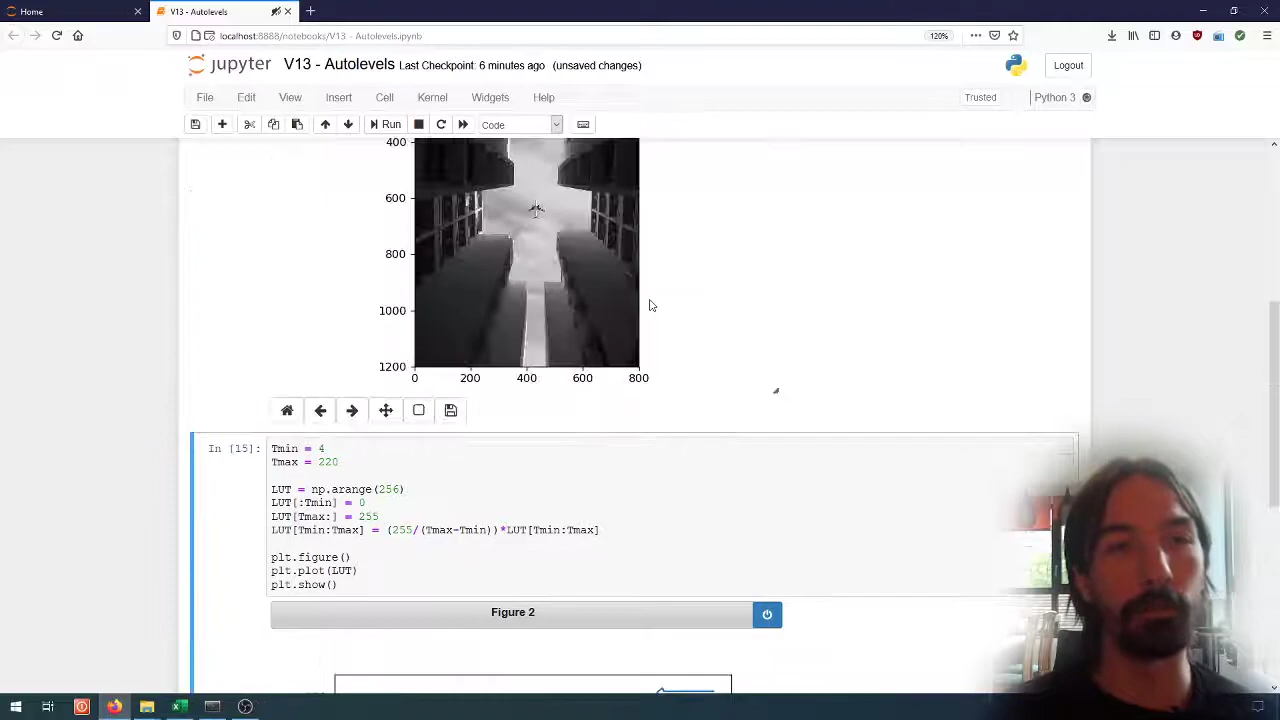 Home
V13 - Autolevels
localhost:8888/notebooks/V13 - Autolevels.ipynb
120%
jupyter V13 - Autolevels Last Checkpoint: 6 minutes ago (unsaved changes)
Logout
File Edit View Insert Cell Kernel Widgets Help
Trusted
Python 3
Run
Code
400
600
800
1000
1200
0 200 400 600 800
In [15]:
Tmin = 4
Tmax = 220
LUT = np.arange(256)
LUT[:Tmin] = 0
LUT[Tmax:] = 255
LUT[Tmin:Tmax] = (255/(Tmax-Tmin))*LUT[Tmin:Tmax]
plt.figure()
plt.plot(LUT)
plt.show()
Figure 2